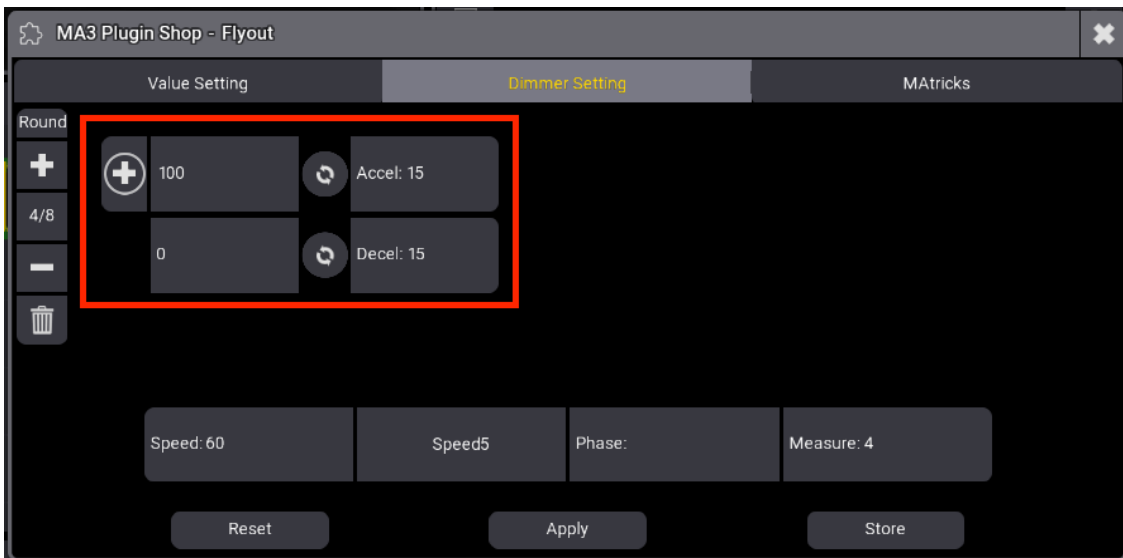 MA3 Plugin Shop - Flyout
Value Setting
Dimmer Setting
MAtricks
Round
100
Accel: 15
4/8
0
Decel: 15
Speed: 60
Speed5
Phase:
Measure: 4
Reset
Apply
Store